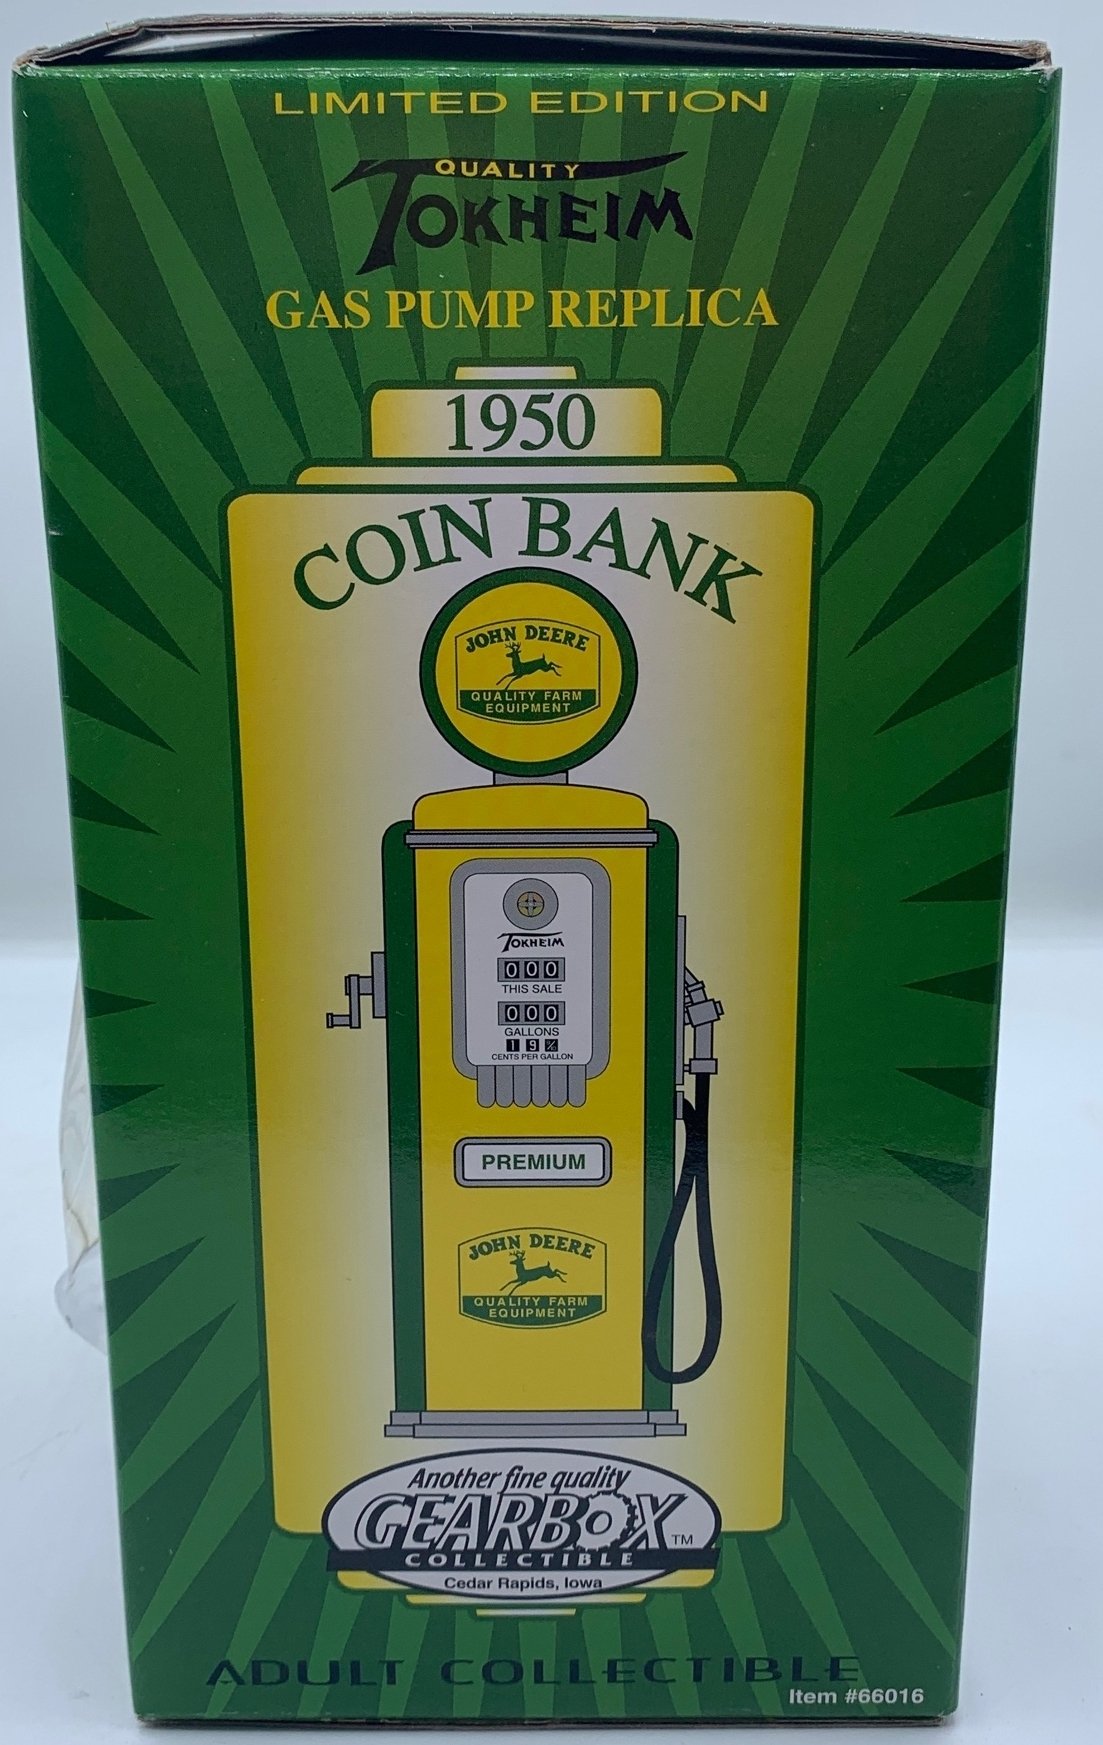 LIMITED EDITION
QUALITY
TOKHEIM
GAS PUMP REPLICA
1950
COIN BANK
JOHN DEERE
QUALITY FARM
EQUIPMENT
TOKHEIM
000
THIS SALE
000
GALLONS
19
CENTS PER GALLON
PREMIUM
JOHN DEERE
QUALITY FARM
EQUIPMENT
Another fine quality
GEARBOX™
COLLECTIBLE
Cedar Rapids, Iowa
ADULT COLLECTIBLE
Item #66016